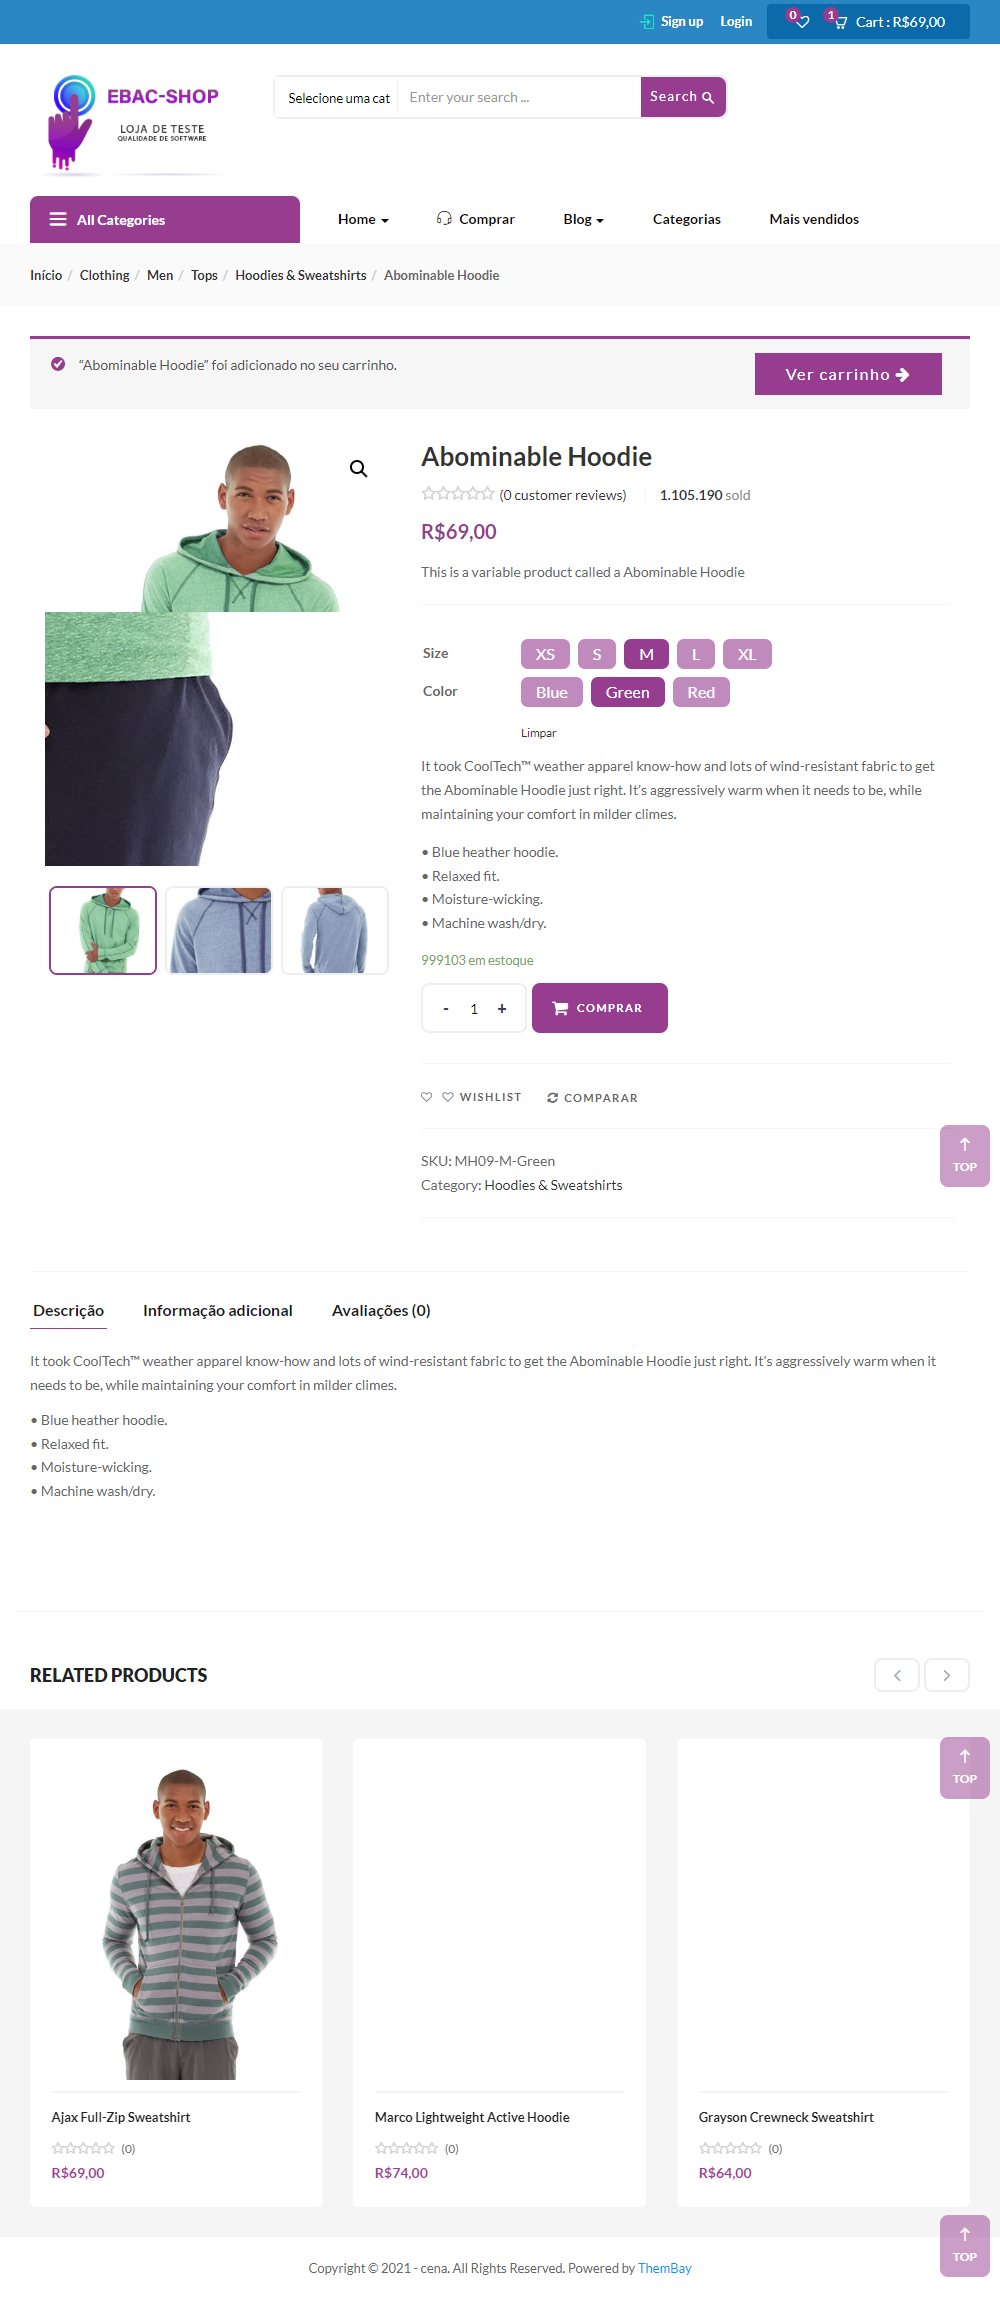 Sign up Login 0 1 Cart : R$69,00
EBAC-SHOP
LOJA DE TESTE
QUALIDADE DE SOFTWARE
Selecione uma cat Enter your search ... Search
All Categories Home Comprar Blog Categorias Mais vendidos
Início / Clothing / Men / Tops / Hoodies & Sweatshirts / Abominable Hoodie
“Abominable Hoodie” foi adicionado no seu carrinho. Ver carrinho
Abominable Hoodie
(0 customer reviews) 1.105.190 sold
R$69,00
This is a variable product called a Abominable Hoodie
Size XS S M L XL
Color Blue Green Red
Limpar
It took CoolTech™ weather apparel know-how and lots of wind-resistant fabric to get
the Abominable Hoodie just right. It’s aggressively warm when it needs to be, while
maintaining your comfort in milder climes.
• Blue heather hoodie.
• Relaxed fit.
• Moisture-wicking.
• Machine wash/dry.
999103 em estoque
- 1 + COMPRAR
WISHLIST COMPARAR
TOP
SKU: MH09-M-Green
Category: Hoodies & Sweatshirts
Descrição Informação adicional Avaliações (0)
It took CoolTech™ weather apparel know-how and lots of wind-resistant fabric to get the Abominable Hoodie just right. It’s aggressively warm when it
needs to be, while maintaining your comfort in milder climes.
• Blue heather hoodie.
• Relaxed fit.
• Moisture-wicking.
• Machine wash/dry.
RELATED PRODUCTS
TOP
Ajax Full-Zip Sweatshirt
(0)
R$69,00
Marco Lightweight Active Hoodie
(0)
R$74,00
Grayson Crewneck Sweatshirt
(0)
R$64,00
TOP
Copyright © 2021 - cena. All Rights Reserved. Powered by ThemBay